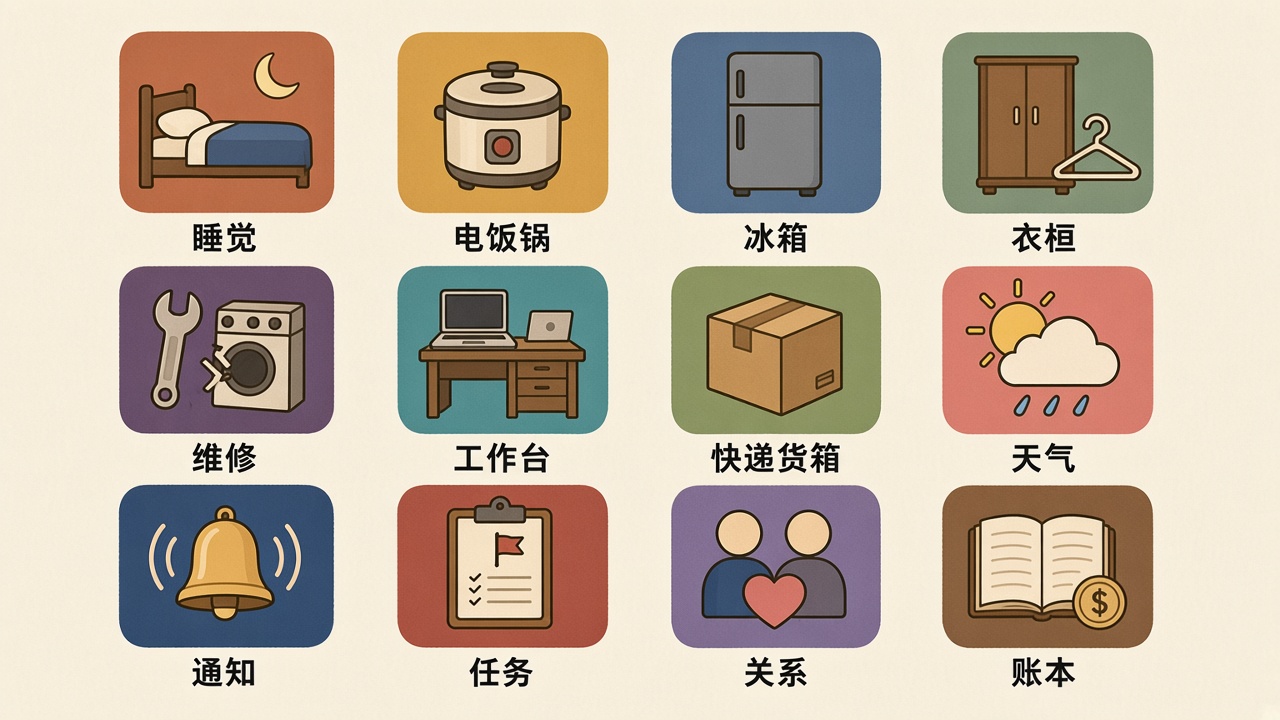 睡觉
电饭锅
冰箱
衣桓
维修
工作台
快递货箱
天气
通知
任务
$
关系
账本